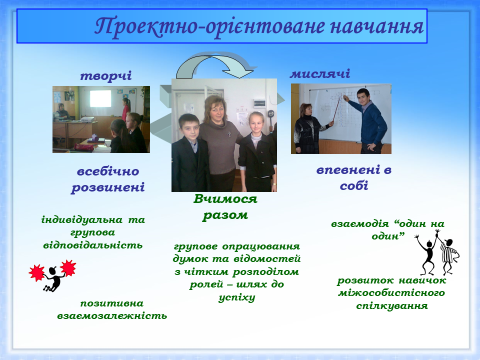 Проектно-орієнтоване навчання
творчі
мислячі
всебічно
розвинені
впевнені в
собі
Вчимося
разом
індивідуальна та
групова
відповідальність
взаємодія “один на
один”
групове опрацювання
думок та відомостей
з чітким розподілом
ролей – шлях до
успіху
позитивна
взаємозалежність
розвиток навичок
міжособистісного
спілкування